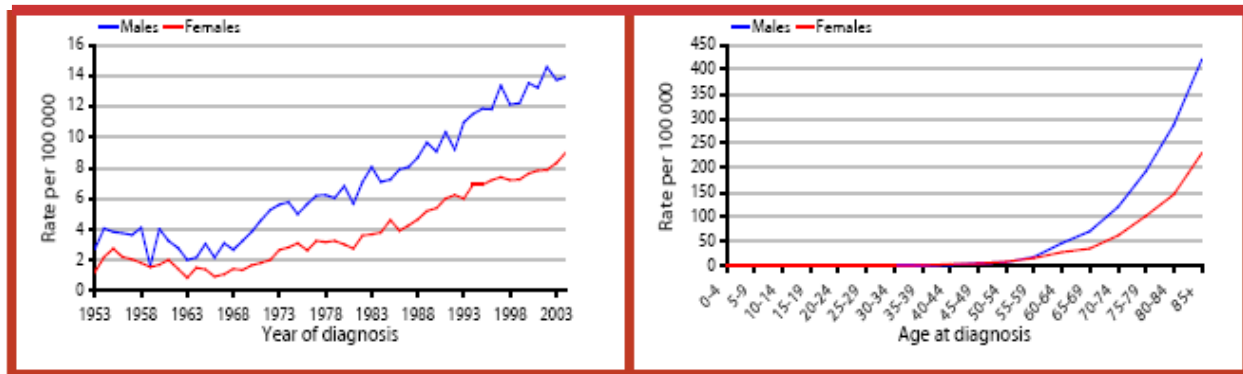 Males Females
Rate per 100 000
16
14
12
10
8
6
4
2
0
1953 1958 1963 1968 1973 1978 1983 1988 1993 1998 2003
Year of diagnosis
Males Females
Rate per 100 000
450
400
350
300
250
200
150
100
50
0
0-4 5-9 10-14 15-19 20-24 25-29 30-34 35-39 40-44 45-49 50-54 55-59 60-64 65-69 70-74 75-79 80-84 85+
Age at diagnosis